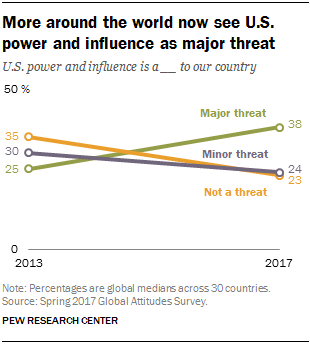 More around the world now see U.S.
power and influence as major threat
U.S. power and influence is a __ to our country
50 %
Major threat
38
35
30
25
Minor threat
24
23
Not a threat
0
2013
2017
Note: Percentages are global medians across 30 countries.
Source: Spring 2017 Global Attitudes Survey.
PEW RESEARCH CENTER